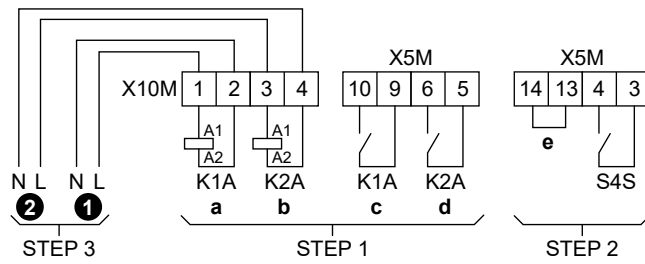 X5M X5M
X10M 1 2 3 4 10 9 6 5 14 13 4 3
A1 A1
A2 A2 e
N L N L K1A K2A K1A K2A S4S
2 1 a b c d
STEP 3 STEP 1 STEP 2